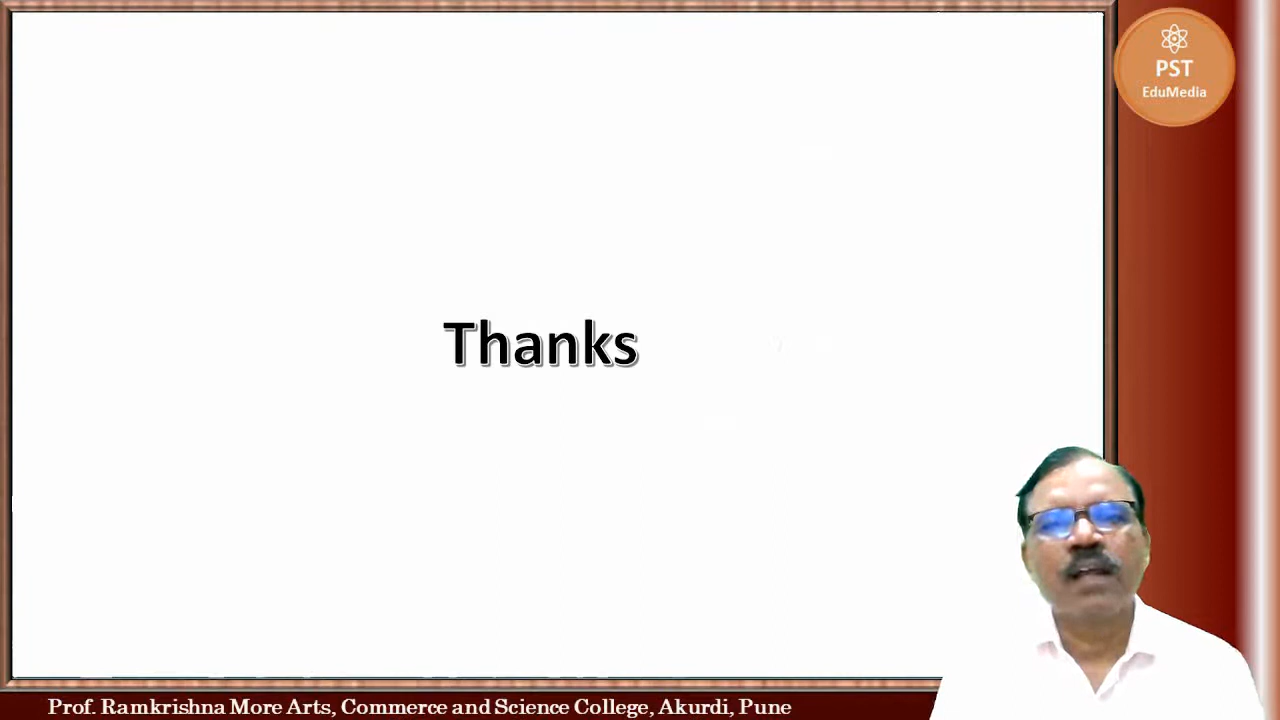 PST
EduMedia
Thanks
Prof. Ramkrishna More Arts, Commerce and Science College, Akurdi, Pune